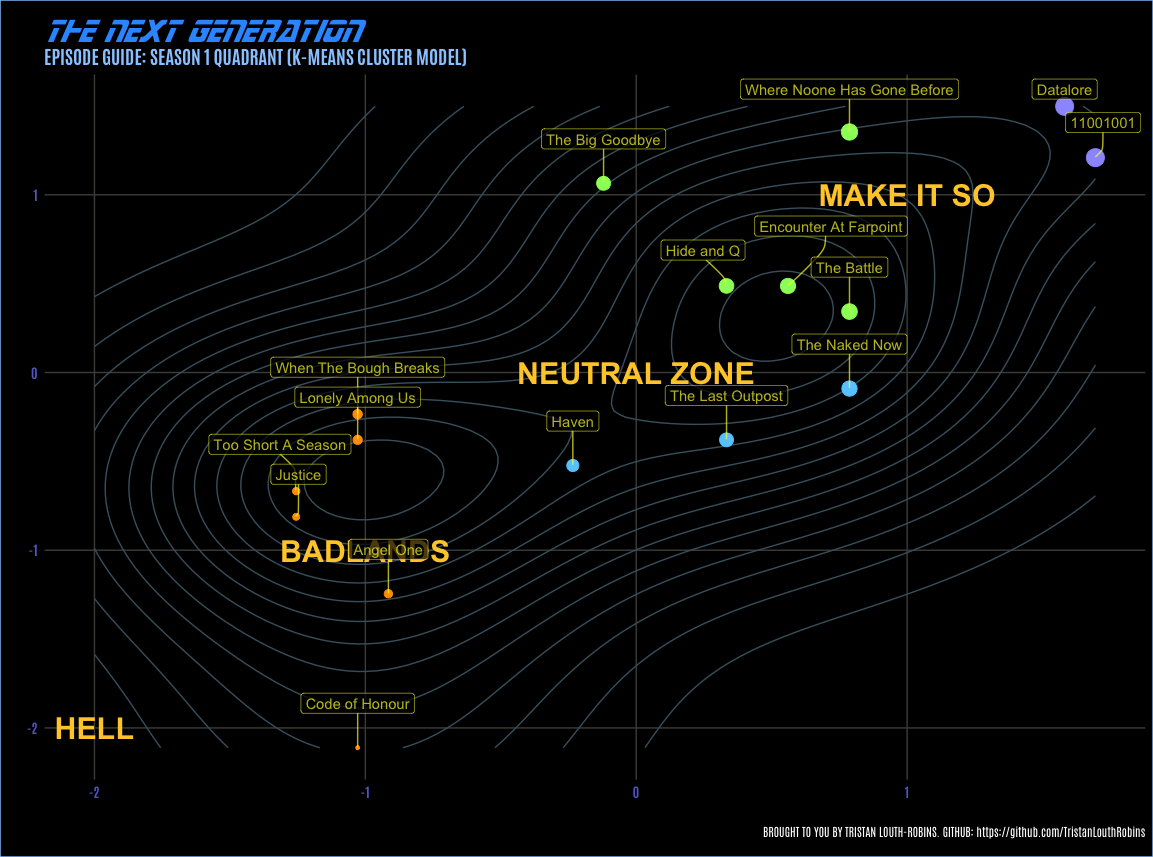 THE NEXT GENERATION
EPISODE GUIDE: SEASON 1 QUADRANT (K-MEANS CLUSTER MODEL)
Where Noone Has Gone Before
Datalore
11001001
The Big Goodbye
1
MAKE IT SO
Encounter At Farpoint
Hide and Q
The Battle
The Naked Now
When The Bough Breaks
0
NEUTRAL ZONE
Lonely Among Us
The Last Outpost
Haven
Too Short A Season
Justice
-1
BADLANDS
Angel One
Code of Honour
-2
HELL
-2
-1
0
1
BROUGHT TO YOU BY TRISTAN LOUTH-ROBINS. GITHUB: https://github.com/TristanLouthRobins